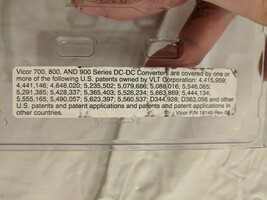 Vicor 700, 800, AND 900 Series DC-DC Converters are covered by one or
more of the following U.S. patents owned by VLT Corporation: 4,415,959;
4,441,146; 4,648,020; 5,235,502; 5,079,686; 5,088,016; 5,546,065;
5,291,385; 5,428,337; 5,365,403; 5,526,234; 5,663,869; 5,444,134;
5,555,165; 5,490,057; 5,623,397; 5,560,537; D344,928; D363,056 and other
U.S. patents and patent applications and patents and patent applications in
other countries. Vicor P/N 18145 Rev